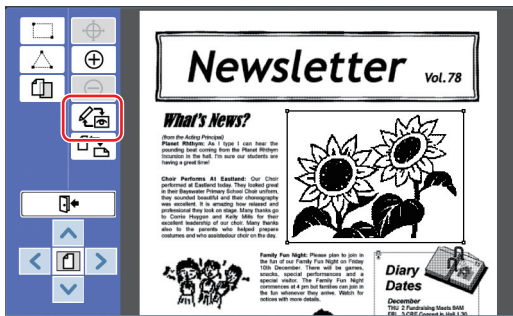 Newsletter Vol. 78
What's News?
(from the Acting Principal)
Planet Rhthym: As I type I can hear the
pounding beat coming from the Planet Rhthym
Incursion in the hall. I'm sure our students are
having a great time!
Choir Performs At Eastland: Our Choir
performed at Eastland today. They looked great
in their Bayswater Primary School Choir uniform,
they sounded beautiful and their choreography
was excellent. It is amazing how relaxed and
professional they look on stage. Many thanks go
to Corrie Huygen and Kelly Mills for their
excellent leadership of our choir. Many thanks
also to the parents who helped prepare
costumes and who assistedour choir on the day.
Family Fun Night: Please plan to join in
the fun of our Family Fun Night on Friday
10th December. There will be games,
snacks, special performances and a
special visitor. The Family Fun Night
commences at 4 pm but families can join in
the fun whenever they arrive. Watch for
notices with more details.
Diary
Dates
December
THU 2 Fundraising Meets 9AM